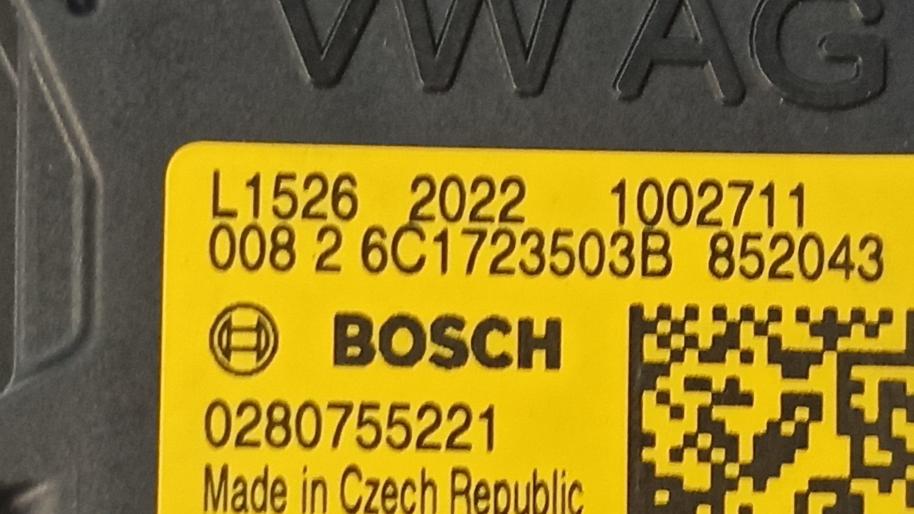 VW AG
L1526 2022 1002711
008 2 6C1723503B 852043
BOSCH
0280755221
Made in Czech Republic